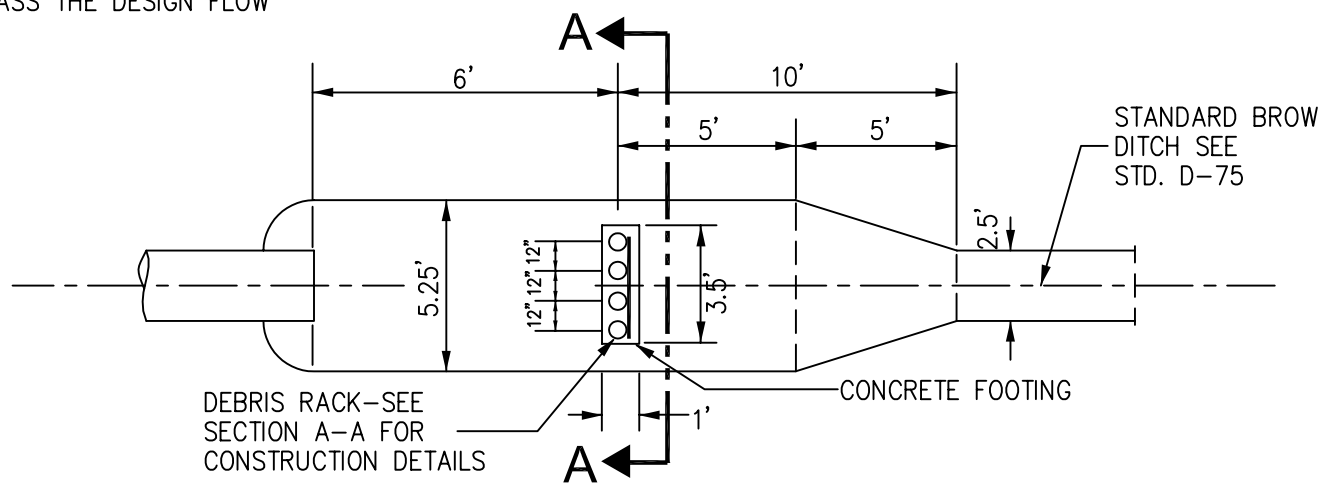 ASS THE DESIGN FLOW
A
6'
10'
5'
5'
STANDARD BROW
DITCH SEE
STD. D-75
2.5'
12"
12"
12"
5.25'
3.5'
DEBRIS RACK-SEE
SECTION A-A FOR
CONSTRUCTION DETAILS
1'
CONCRETE FOOTING
A